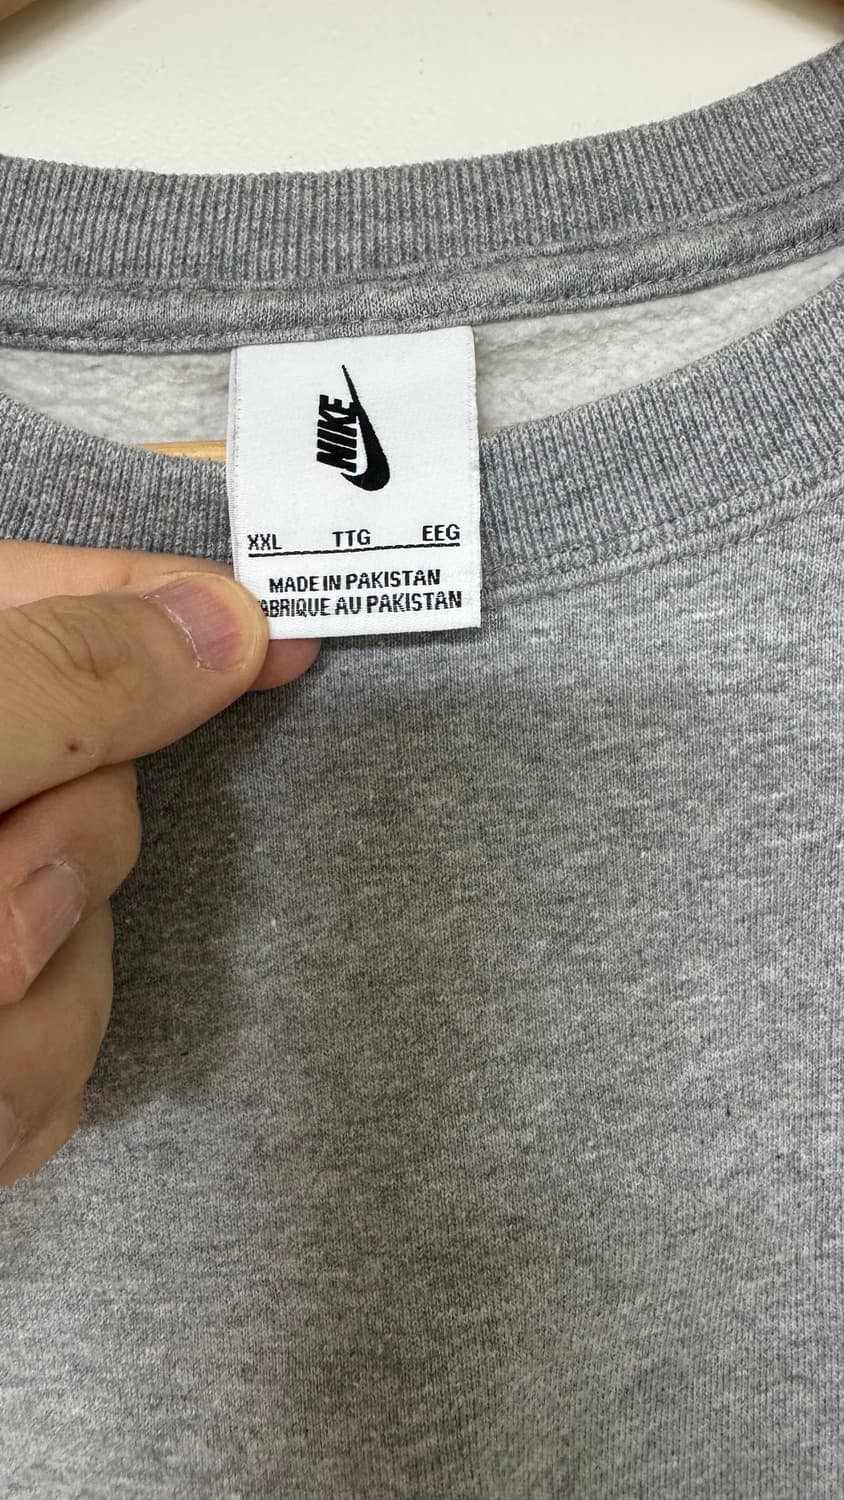 NIKE
XXL TTG EEG
MADE IN PAKISTAN
ABRIQUE AU PAKISTAN